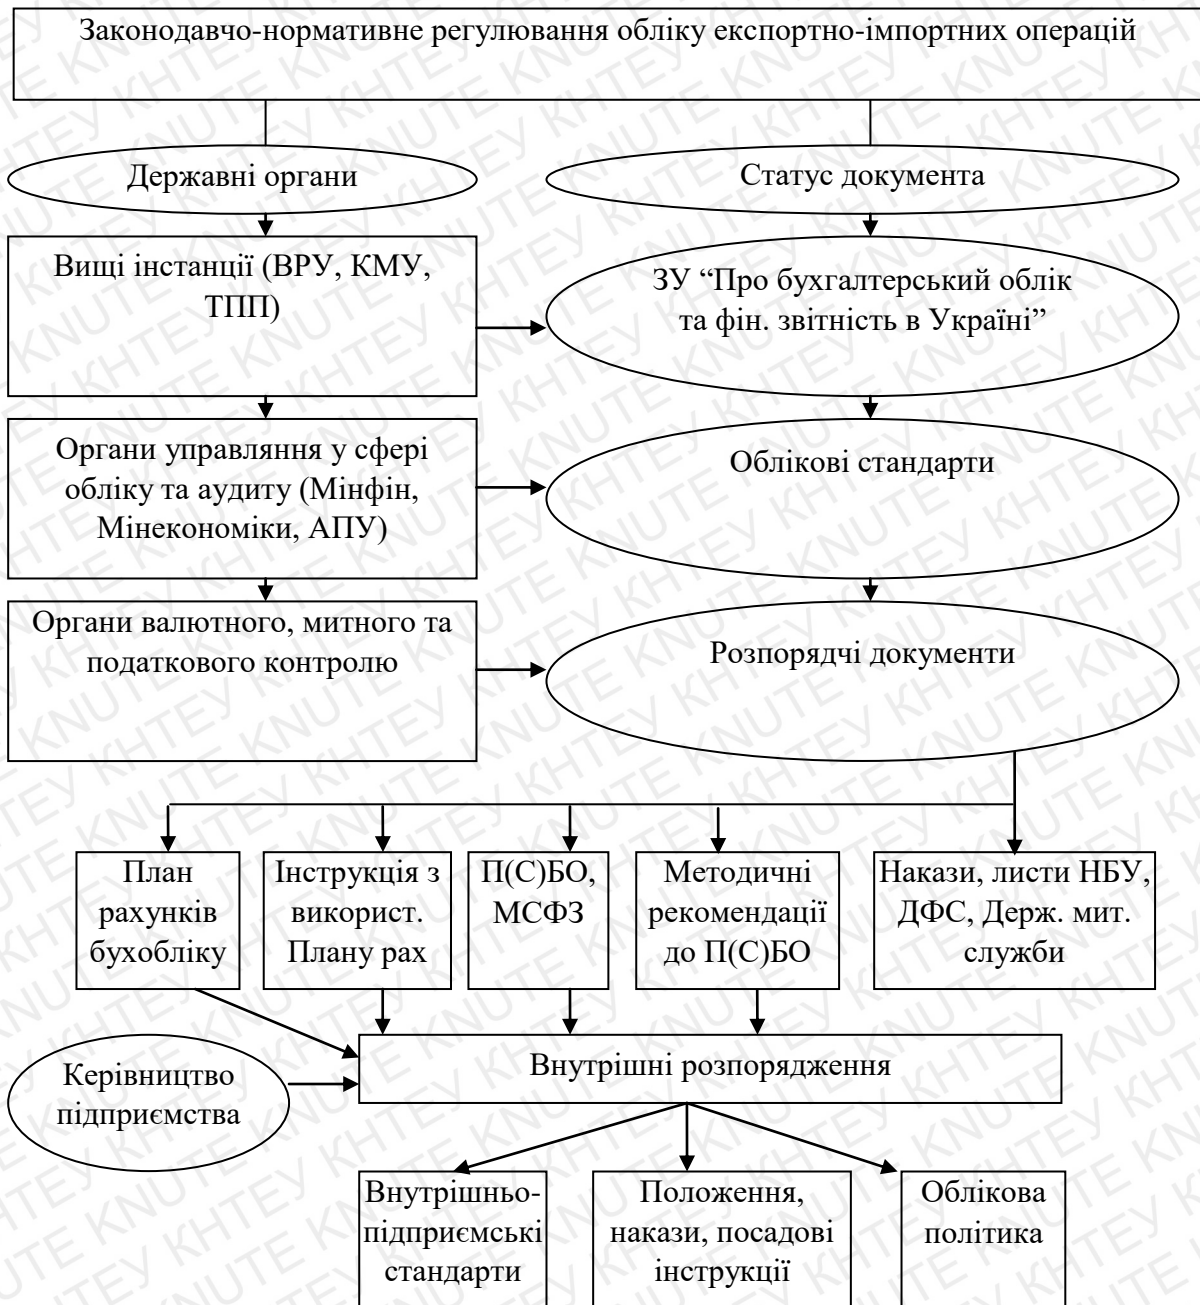 Законодавчо-нормативне регулювання обліку експортно-імпортних операцій
Державні органи
Статус документа
Вищі інстанції (ВРУ, КМУ,
ТПП)
ЗУ “Про бухгалтерський облік
та фін. звітність в Україні”
Органи управляння у сфері
обліку та аудиту (Мінфін,
Мінекономіки, АПУ)
Облікові стандарти
Органи валютного, митного та
податкового контролю
Розпорядчі документи
План
рахунків
бухобліку
Інструкція з
використ.
Плану рах
П(С)БО,
МСФЗ
Методичні
рекомендації
до П(С)БО
Накази, листи НБУ,
ДФС, Держ. мит.
служби
Керівництво
підприємства
Внутрішні розпорядження
Внутрішньо-
підприємські
стандарти
Положення,
накази, посадові
інструкції
Облікова
політика